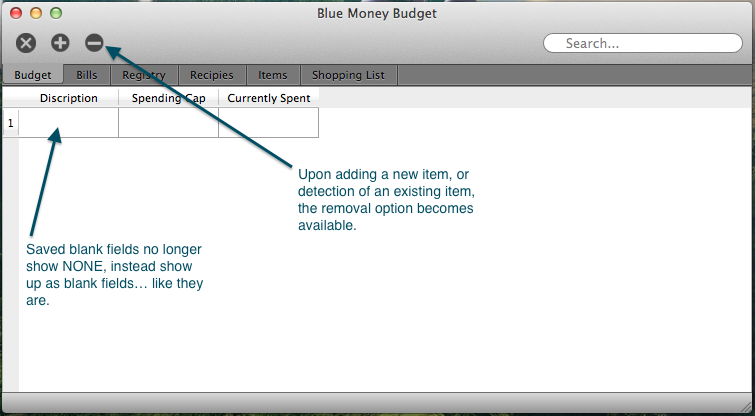 Blue Money Budget
Search...
Budget Bills Registry Recipies Items Shopping List
Discription Spending Cap Currently Spent
1
Upon adding a new item, or
detection of an existing item,
the removal option becomes
available.
Saved blank fields no longer
show NONE, instead show
up as blank fields… like they
are.